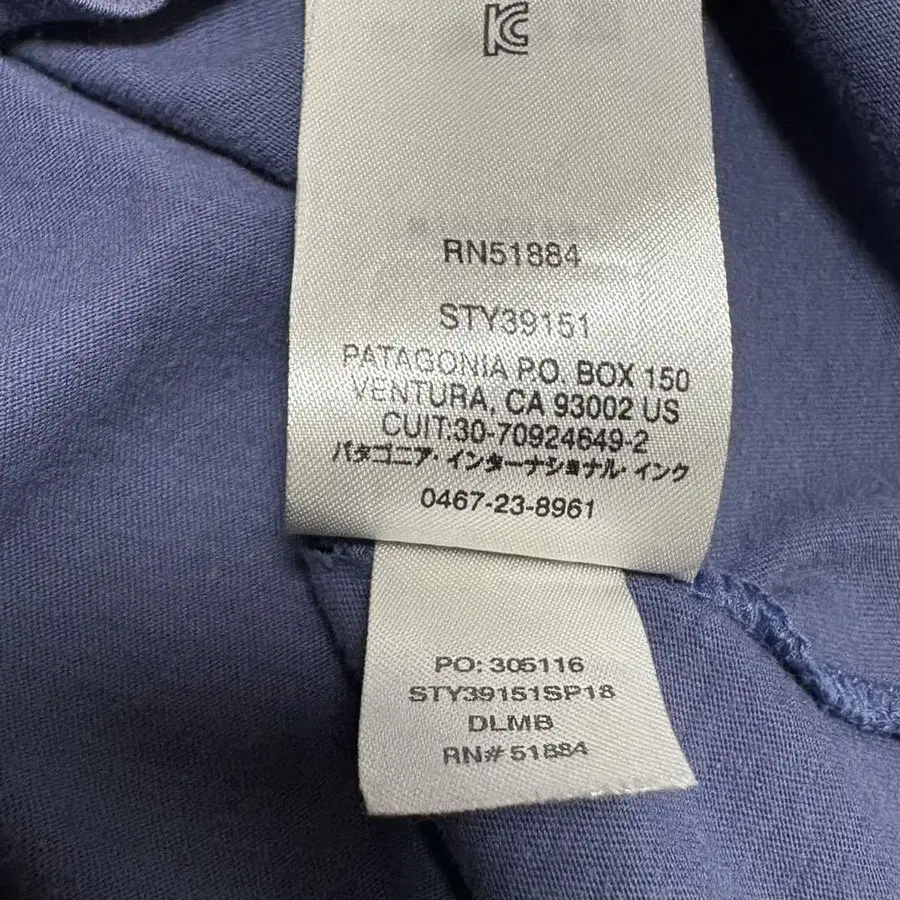 KC
RN51884
STY39151
PATAGONIA P.O. BOX 150
VENTURA, CA 93002 US
CUIT:30-70924649-2
パタゴニア・インターナショナル・インク
0467-23-8961
PO: 305116
STY39151SP18
DLMB
RN# 51884